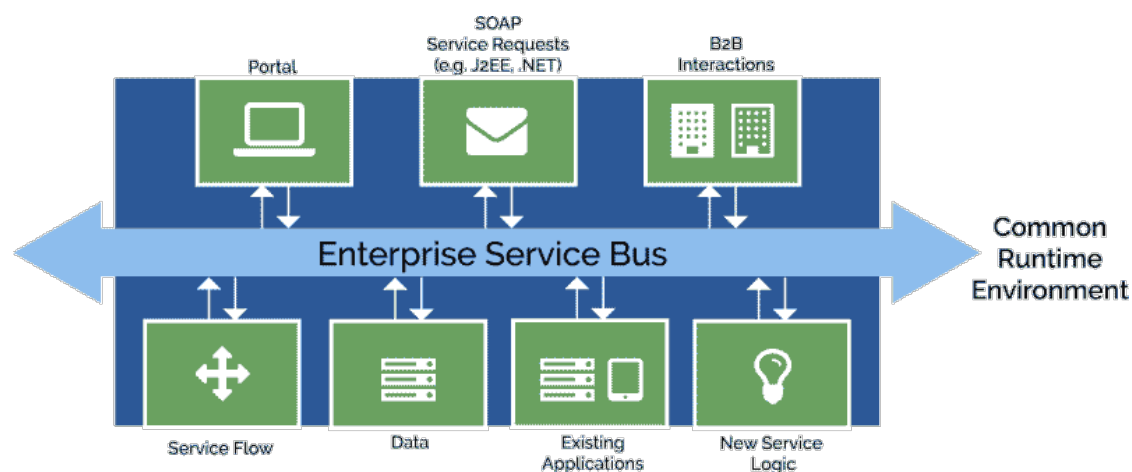 Portal
SOAP
Service Requests
(e.g. J2EE, .NET)
B2B
Interactions
Enterprise Service Bus
Common
Runtime
Environment
Service Flow
Data
Existing
Applications
New Service
Logic